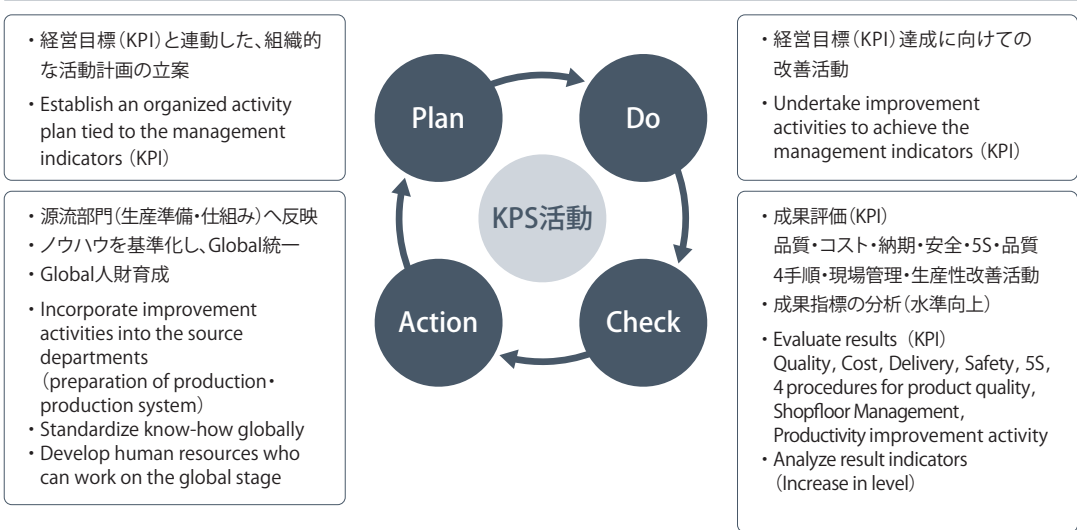 ・経営目標（KPI）と連動した、組織的
な活動計画の立案
・Establish an organized activity
plan tied to the management
indicators（KPI）
Plan
Do
・経営目標（KPI）達成に向けての
改善活動
・Undertake improvement
activities to achieve the
management indicators（KPI）
KPS活動
・源流部門（生産準備・仕組み）へ反映
・ノウハウを基準化し、Global統一
・Global人財育成
・Incorporate improvement
activities into the source
departments
（preparation of production・
production system）
・Standardize know-how globally
・Develop human resources who
can work on the global stage
Action
Check
・成果評価（KPI）
品質・コスト・納期・安全・5S・品質
4手順・現場管理・生産性改善活動
・成果指標の分析（水準向上）
・Evaluate results（KPI）
Quality, Cost, Delivery, Safety, 5S,
4 procedures for product quality,
Shopfloor Management,
Productivity improvement activity
・Analyze result indicators
（Increase in level）